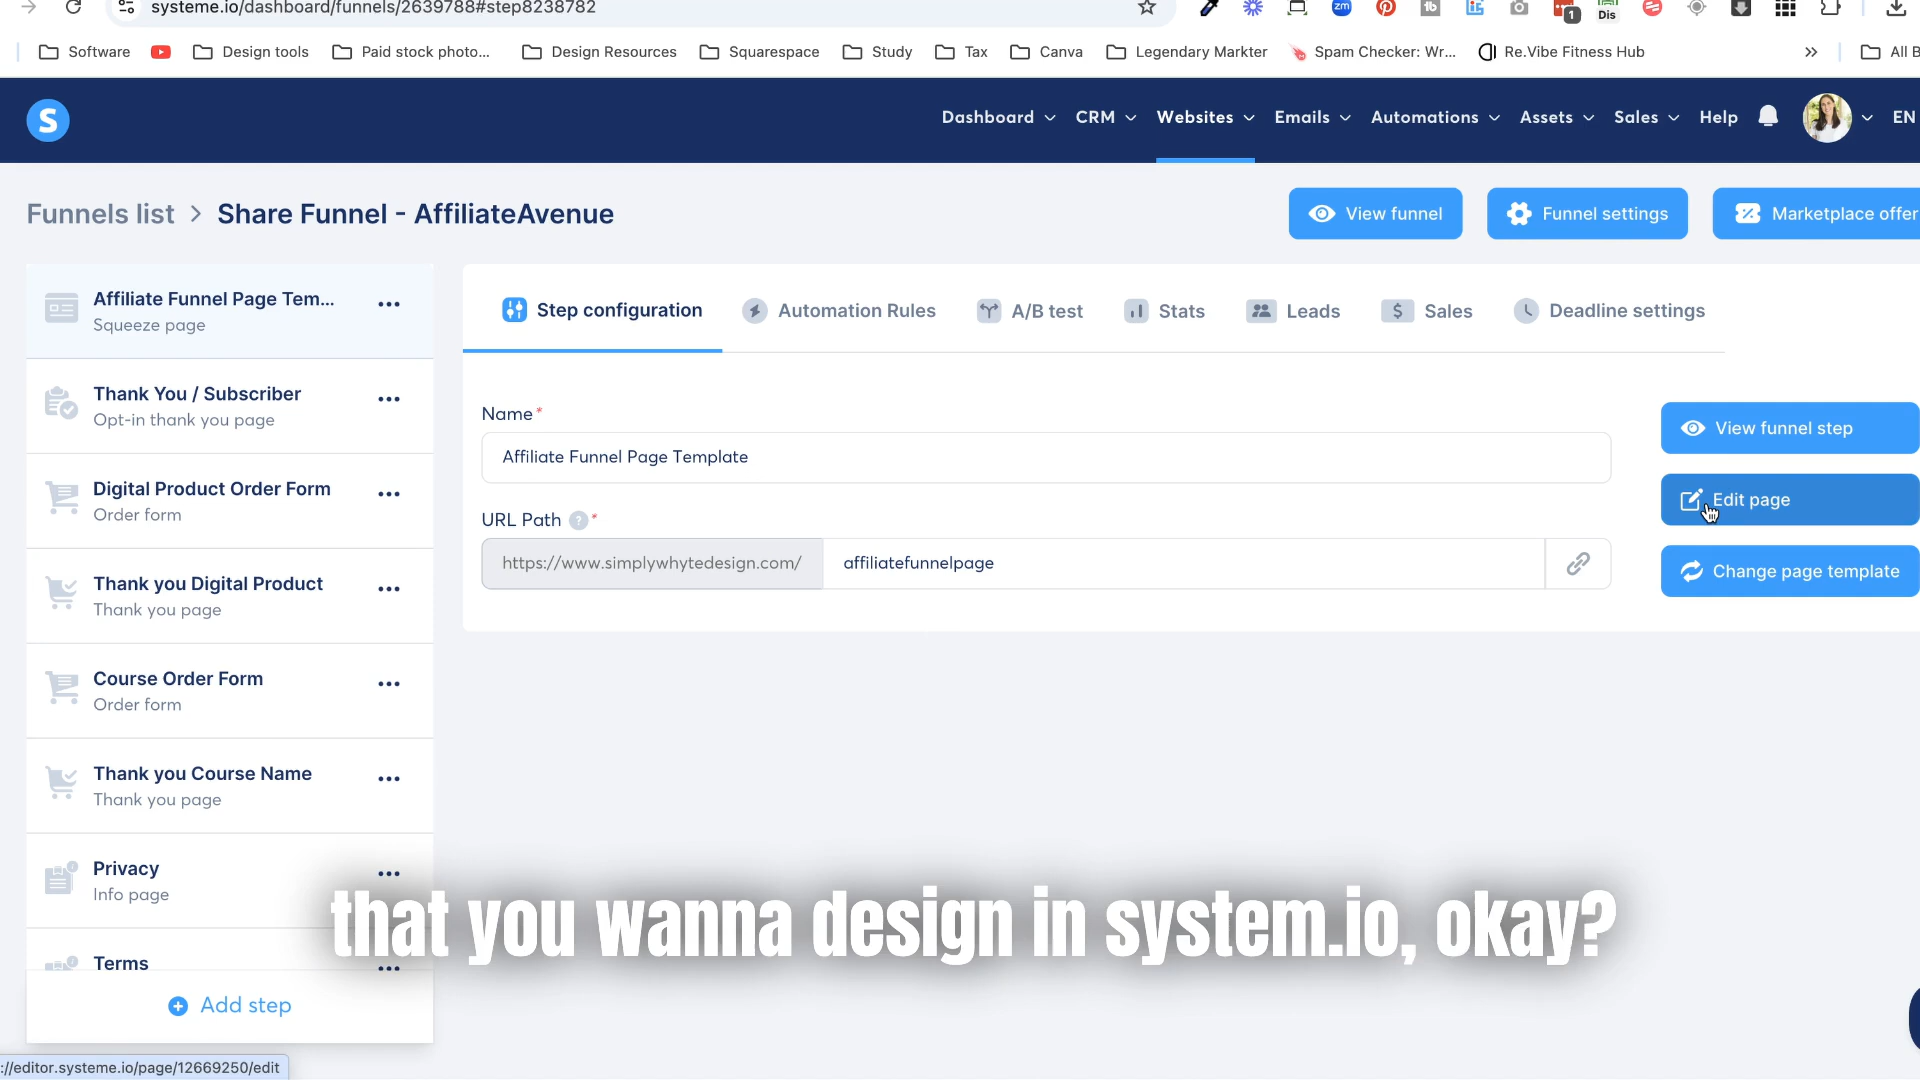 systeme.io/dashboard/funnels/2639788#step8238782
1
Dis
Software
Design tools
Paid stock photo...
Design Resources
Squarespace
Study
Tax
Canva
Legendary Markter
Spam Checker: Wr...
Re.Vibe Fitness Hub
»
All B
S
Dashboard
CRM
Websites
Emails
Automations
Assets
Sales
Help
EN
Funnels list > Share Funnel - AffiliateAvenue
View funnel
Funnel settings
Marketplace offer
Affiliate Funnel Page Tem...
Squeeze page
Thank You / Subscriber
Opt-in thank you page
Digital Product Order Form
Order form
Thank you Digital Product
Thank you page
Course Order Form
Order form
Thank you Course Name
Thank you page
Privacy
Info page
Terms
Add step
Step configuration
Automation Rules
A/B test
Stats
Leads
Sales
Deadline settings
Name*
Affiliate Funnel Page Template
URL Path ? *
https://www.simplywhytedesign.com/
affiliatefunnelpage
View funnel step
Edit page
Change page template
that you wanna design in system.io, okay?
://editor.systeme.io/page/12669250/edit